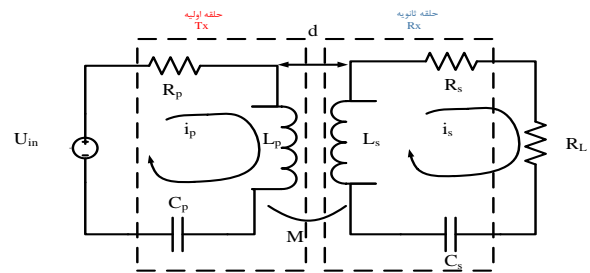 حلقه اولیه
Tx
d
حلقه ثانویه
Rx
Rp
Rs
Uin
ip
Lp
Ls
is
RL
Cp
M
Cs